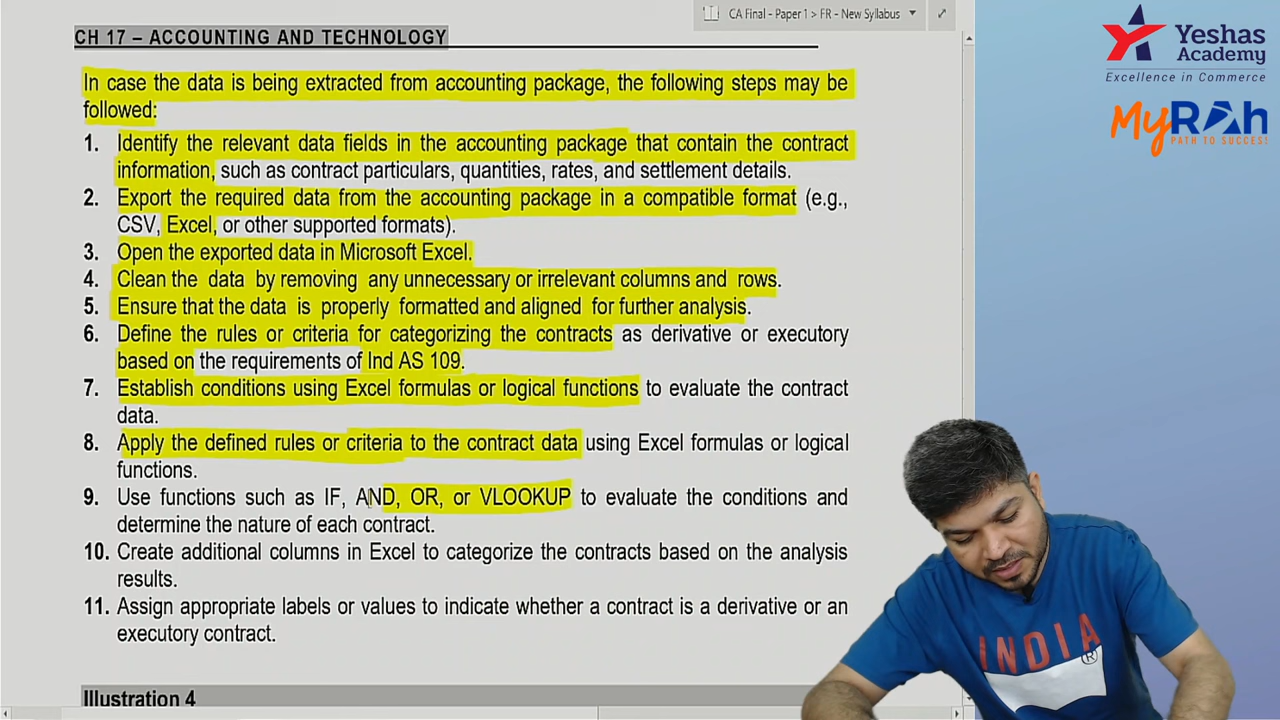 CA Final - Paper 1 > FR - New Syllabus
CH 17 – ACCOUNTING AND TECHNOLOGY
In case the data is being extracted from accounting package, the following steps may be
followed:
1. Identify the relevant data fields in the accounting package that contain the contract
information, such as contract particulars, quantities, rates, and settlement details.
2. Export the required data from the accounting package in a compatible format (e.g.,
CSV, Excel, or other supported formats).
3. Open the exported data in Microsoft Excel.
4. Clean the data by removing any unnecessary or irrelevant columns and rows.
5. Ensure that the data is properly formatted and aligned for further analysis.
6. Define the rules or criteria for categorizing the contracts as derivative or executory
based on the requirements of Ind AS 109.
7. Establish conditions using Excel formulas or logical functions to evaluate the contract
data.
8. Apply the defined rules or criteria to the contract data using Excel formulas or logical
functions.
9. Use functions such as IF, AND, OR, or VLOOKUP to evaluate the conditions and
determine the nature of each contract.
10. Create additional columns in Excel to categorize the contracts based on the analysis
results.
11. Assign appropriate labels or values to indicate whether a contract is a derivative or an
executory contract.
Illustration 4
Yeshas
Academy
Excellence in Commerce
MyRAh
PATH TO SUCCESS
INDIA
®